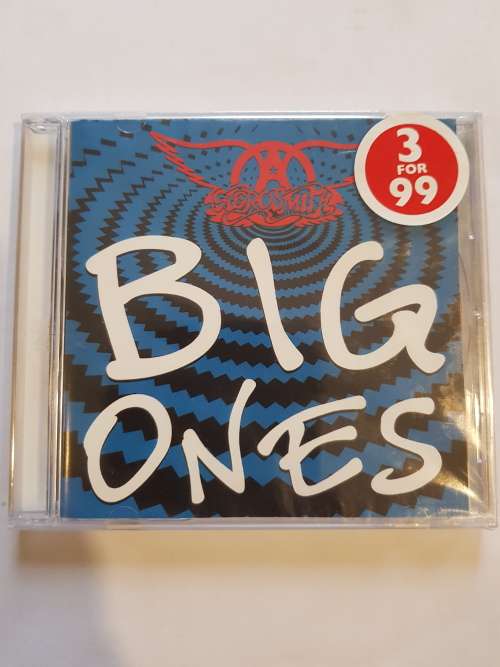 3
FOR
99
AEROSMITH
BIG
ONES